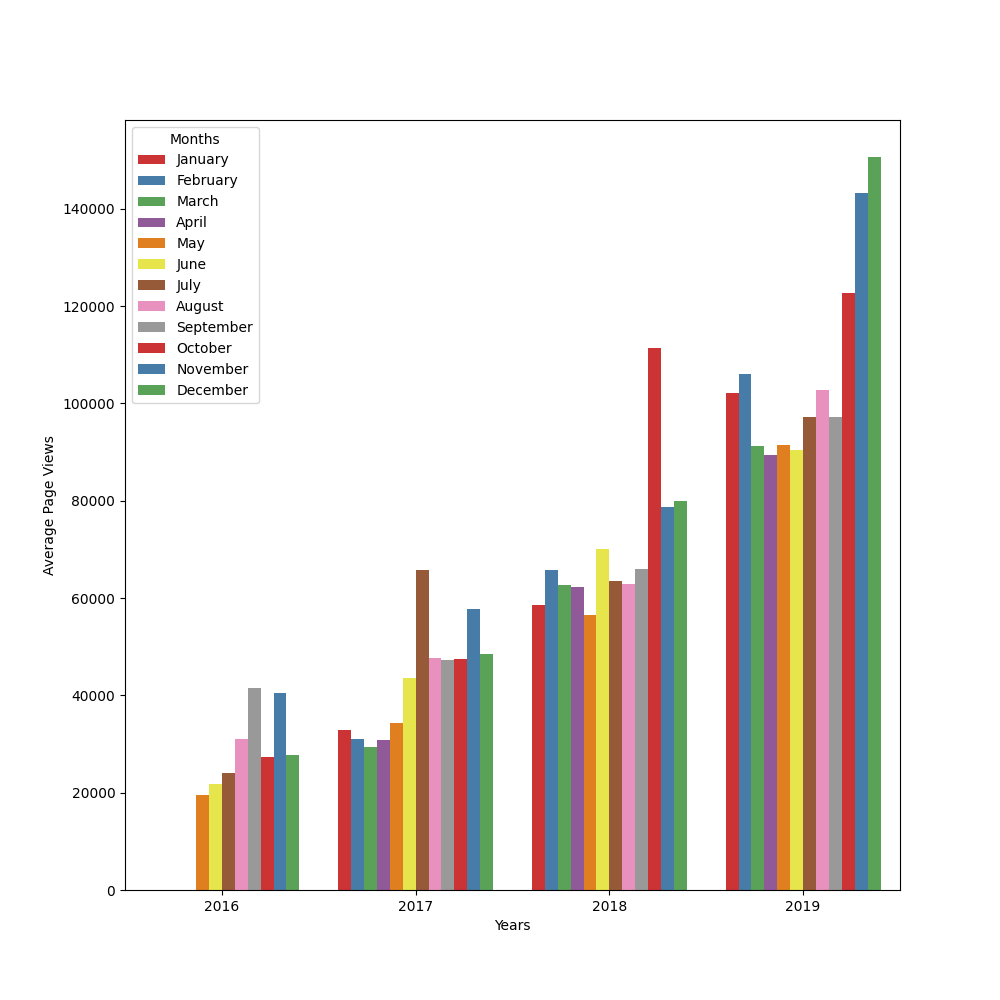 Months
January
February
March
April
May
June
July
August
September
October
November
December
140000
120000
100000
80000
60000
40000
20000
0
Average Page Views
2016 2017 2018 2019
Years